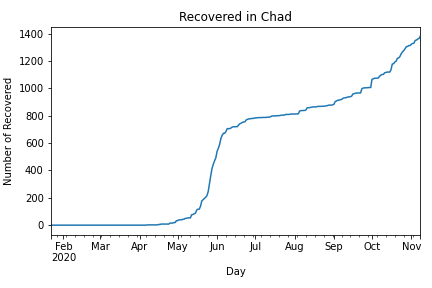 Recovered in Chad
Number of Recovered
1400
1200
1000
800
600
400
200
0
Feb Mar Apr May Jun Jul Aug Sep Oct Nov
2020
Day